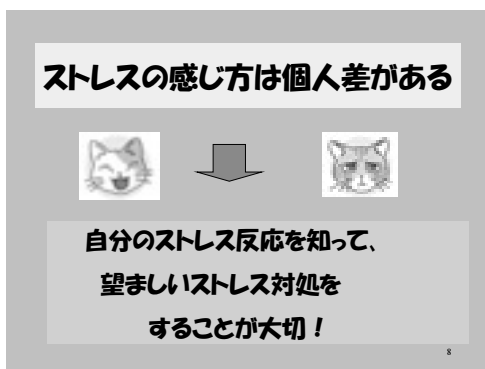 ストレスの感じ方は個人差がある
自分のストレス反応を知って、
望ましいストレス対処を
することが大切！
8